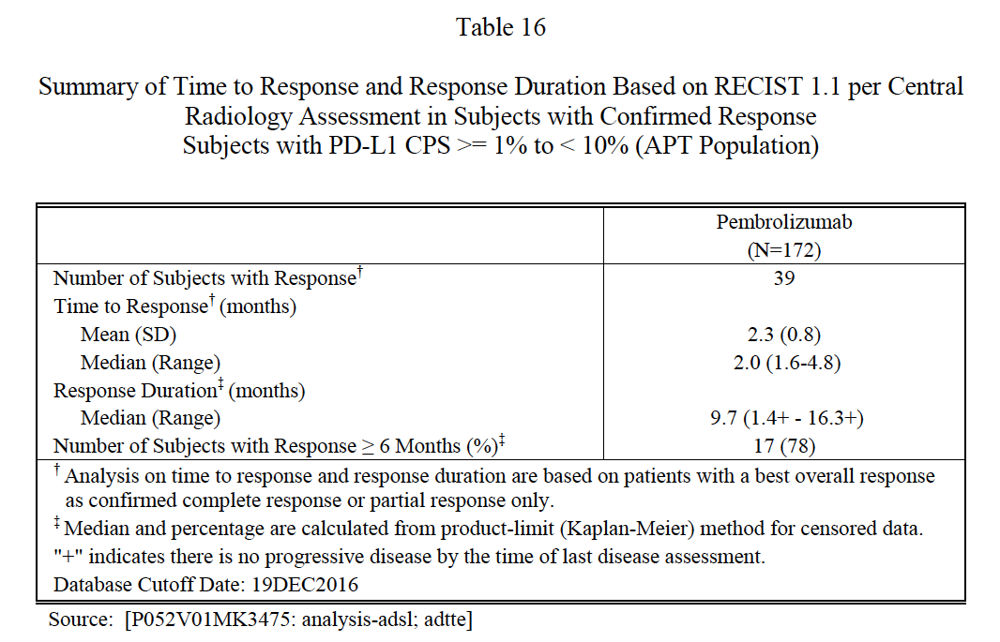 Table 16
Summary of Time to Response and Response Duration Based on RECIST 1.1 per Central
Radiology Assessment in Subjects with Confirmed Response
Subjects with PD-L1 CPS >= 1% to < 10% (APT Population)
Pembrolizumab
(N=172)
Number of Subjects with Response† 39
Time to Response† (months)
Mean (SD) 2.3 (0.8)
Median (Range) 2.0 (1.6-4.8)
Response Duration‡ (months)
Median (Range) 9.7 (1.4+ - 16.3+)
Number of Subjects with Response ≥ 6 Months (%)‡ 17 (78)
† Analysis on time to response and response duration are based on patients with a best overall response
as confirmed complete response or partial response only.
‡ Median and percentage are calculated from product-limit (Kaplan-Meier) method for censored data.
"+" indicates there is no progressive disease by the time of last disease assessment.
Database Cutoff Date: 19DEC2016
Source: [P052V01MK3475: analysis-adsl; adtte]